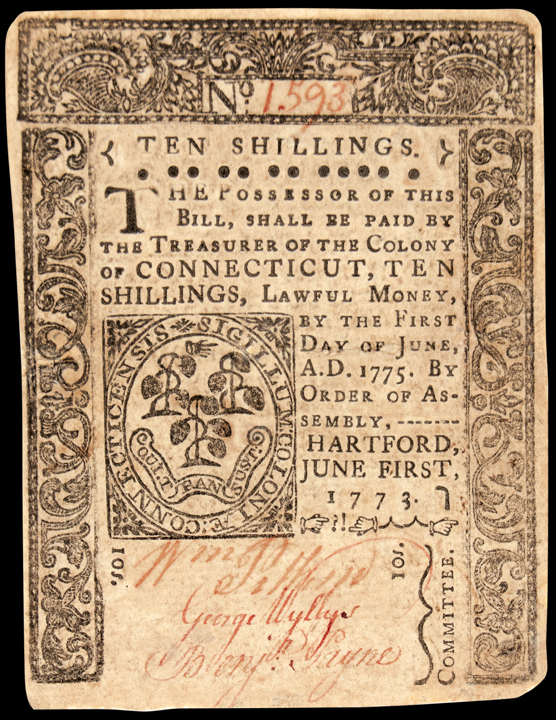 No. 1593
TEN SHILLINGS.
THE POSSESSOR OF THIS
BILL, SHALL BE PAID BY
THE TREASURER OF THE COLONY
OF CONNECTICUT, TEN
SHILLINGS, LAWFUL MONEY,
BY THE FIRST
DAY OF JUNE,
A.D. 1775. BY
ORDER OF AS-
SEMBLY, -------
HARTFORD,
JUNE FIRST,
1773.
SIGILLUM: COLONIÆ: CONNECTICENSIS
QUI.T
RAN
SUST.
10s.
10s.
Wm Pitkin
George Wyllys
Benjn. Payne
COMMITTEE.